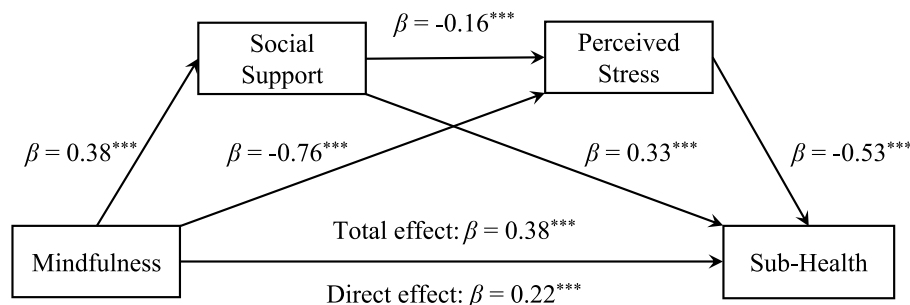 Social
Support
β = -0.16***
Perceived
Stress
β = 0.38***
β = -0.76***
β = 0.33***
β = -0.53***
Mindfulness
Total effect: β = 0.38***
Direct effect: β = 0.22***
Sub-Health